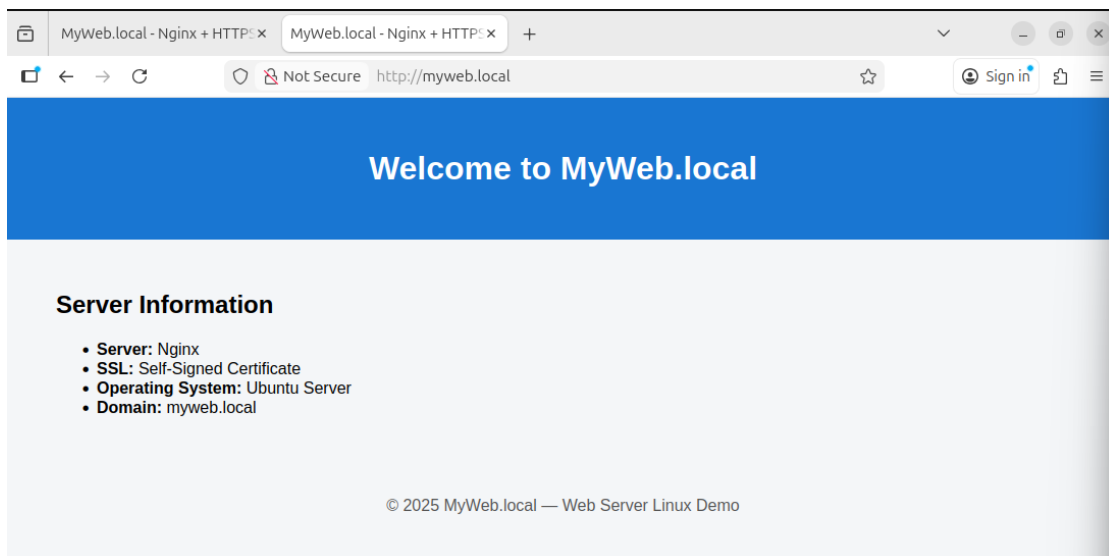 MyWeb.local - Nginx + HTTPS
MyWeb.local - Nginx + HTTPS
Not Secure http://myweb.local
Sign in
Welcome to MyWeb.local
Server Information
• Server: Nginx
• SSL: Self-Signed Certificate
• Operating System: Ubuntu Server
• Domain: myweb.local
© 2025 MyWeb.local — Web Server Linux Demo